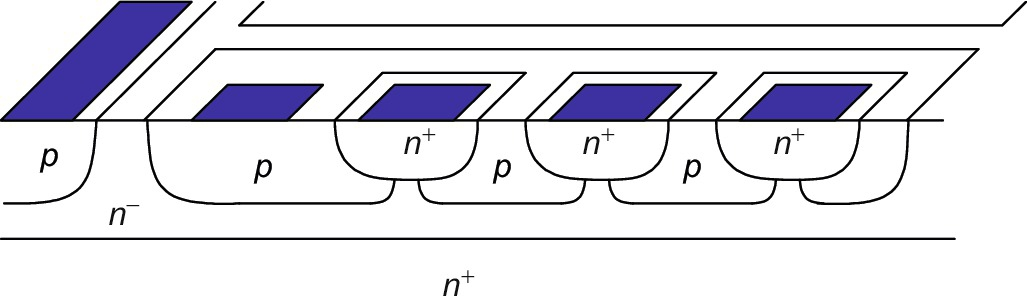 n⁺ n⁺ n⁺
p p p p
n⁻
n⁺